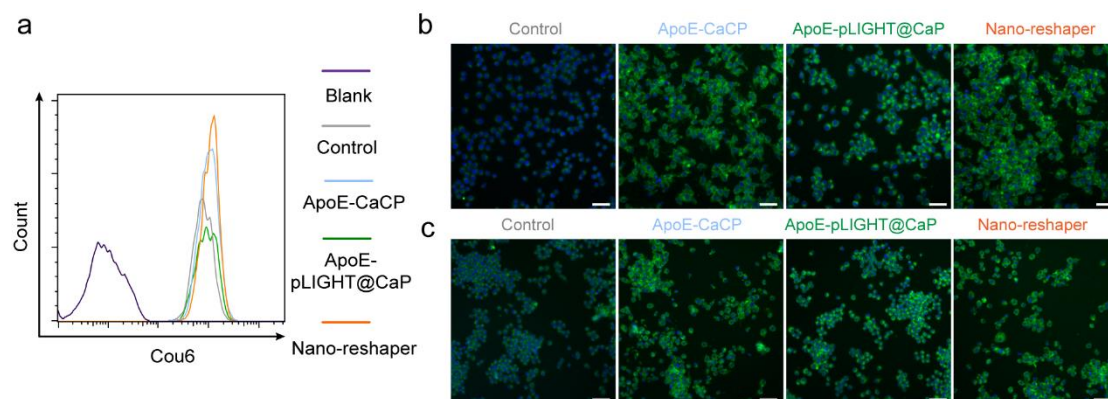 a
Count
Cou6
Blank
Control
ApoE-CaCP
ApoE-
pLIGHT@CaP
Nano-reshaper
b
Control
ApoE-CaCP
ApoE-pLIGHT@CaP
Nano-reshaper
c
Control
ApoE-CaCP
ApoE-pLIGHT@CaP
Nano-reshaper